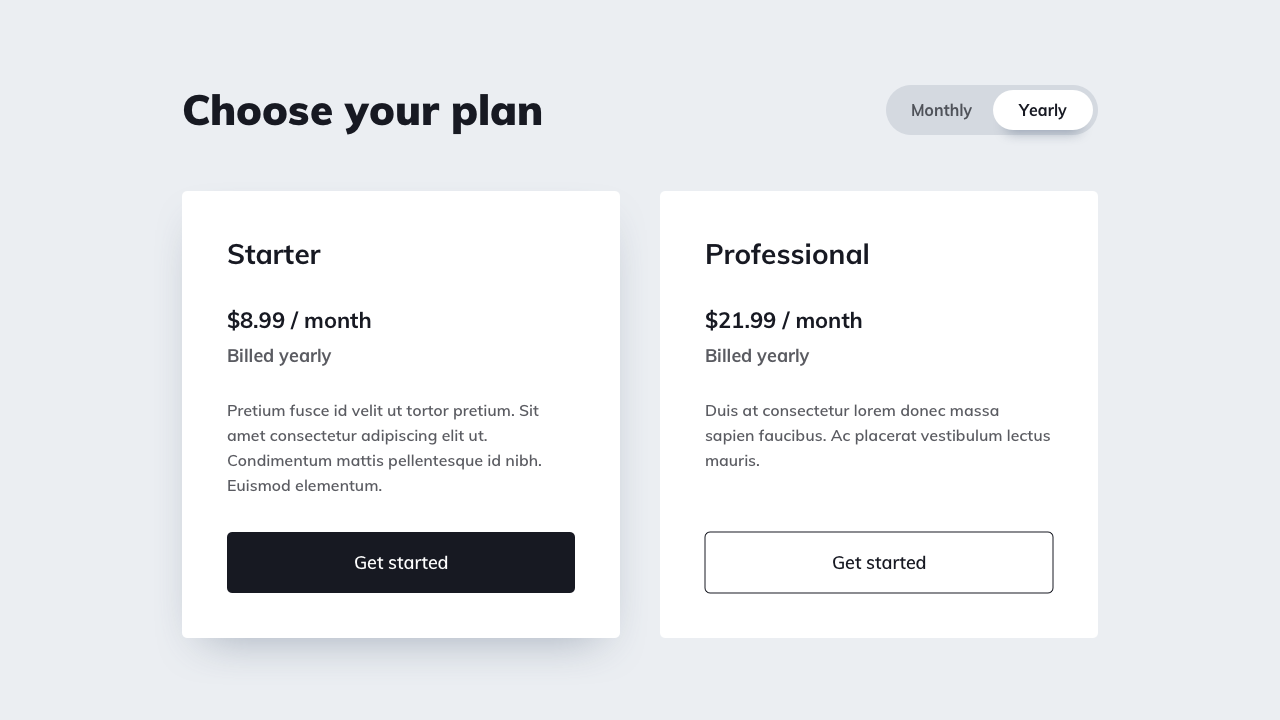 Choose your plan
Monthly
Yearly
Starter
$8.99 / month
Billed yearly
Pretium fusce id velit ut tortor pretium. Sit
amet consectetur adipiscing elit ut.
Condimentum mattis pellentesque id nibh.
Euismod elementum.
Get started
Professional
$21.99 / month
Billed yearly
Duis at consectetur lorem donec massa
sapien faucibus. Ac placerat vestibulum lectus
mauris.
Get started